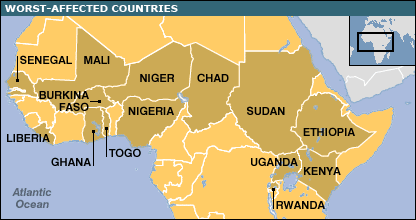 WORST-AFFECTED COUNTRIES
SENEGAL
MALI
NIGER
CHAD
BURKINA
FASO
NIGERIA
SUDAN
ETHIOPIA
LIBERIA
GHANA
TOGO
UGANDA
KENYA
RWANDA
Atlantic
Ocean